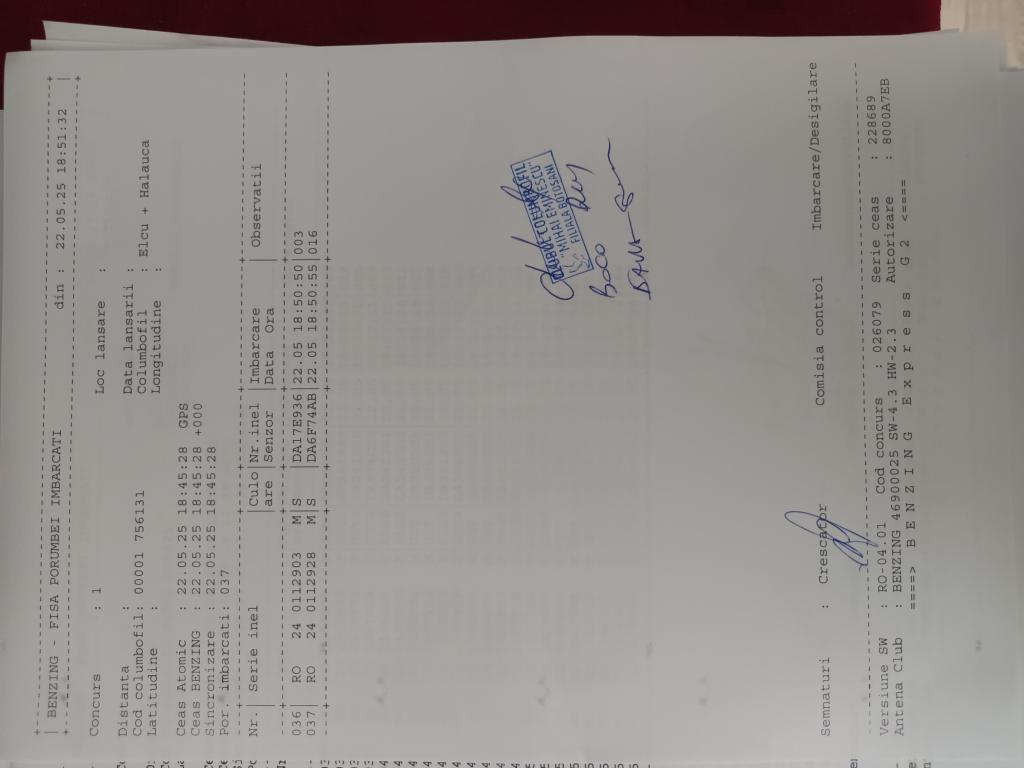 +-----------------------------------------------------------------------+
| BENZING - FISA PORUMBEI IMBARCATI din : 22.05.25 18:51:32 |
+-----------------------------------------------------------------------+
Concurs : 1 Loc lansare :
Distanta : Data lansarii :
Cod columbofil: 00001 756131 Columbofil : Elcu + Halauca
Latitudine : Longitudine :
Ceas Atomic : 22.05.25 18:45:28 GPS
Ceas BENZING : 22.05.25 18:45:28 +000
Sincronizare : 22.05.25 18:45:28
Por. imbarcati: 037
Nr.| Serie inel |Culo|Nr.inel |Imbarcare | Observatii
|are |Senzor |Data Ora |
036| RO 24 0112903 M|S |DA17E936|22.05 18:50:50|003
037| RO 24 0112928 M|S |DA6F74AB|22.05 18:50:55|016
CLUBUL COLUMBOFIL
"MIHAI EMINESCU"
FILIALA BOTOSANI
Semnaturi : Crescator Comisia control Imbarcare/Desigilare
Versiune SW : RO-04.01 Cod concurs : 026079 Serie ceas : 228689
Antena Club : BENZING 46900025 SW-4.3 HW-2.3 Autorizare : 8000A7EB
====> B E N Z I N G E x p r e s s G 2 <====